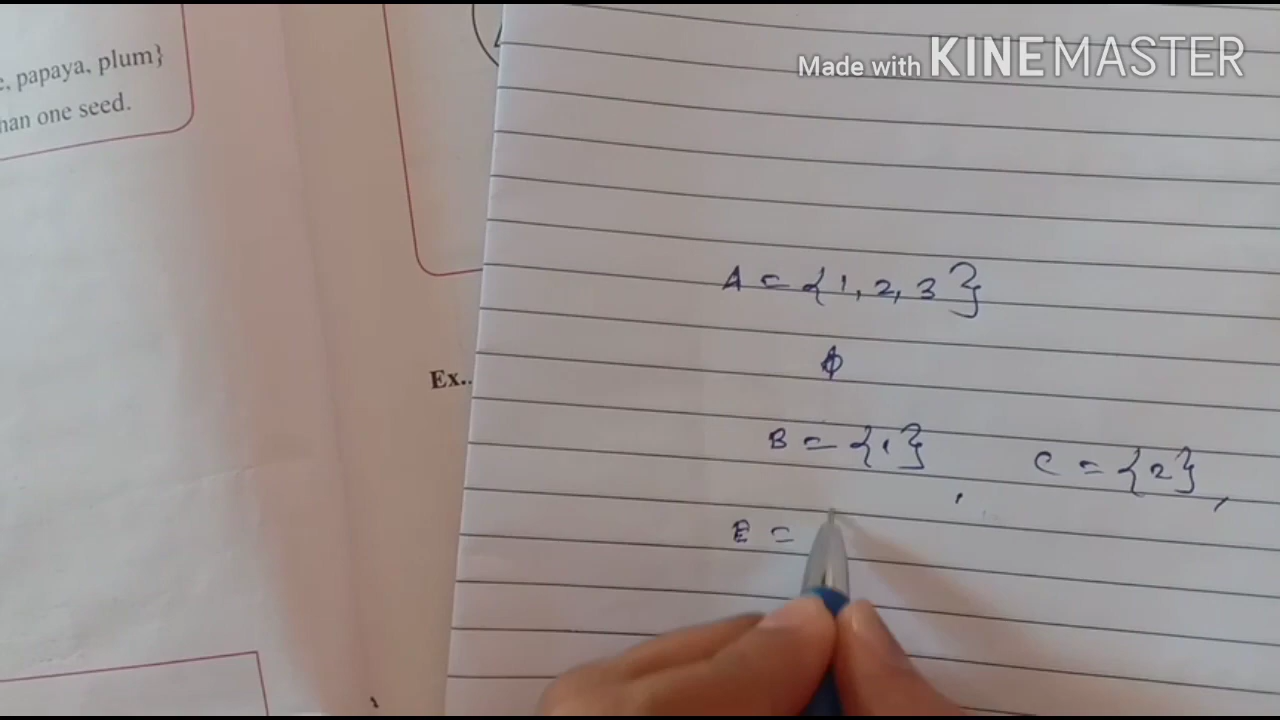 e, papaya, plum}
han one seed.
Made with KINEMASTER
A = {1, 2, 3}
ϕ
B = {1} , C = {2} ,
Ex..
E =